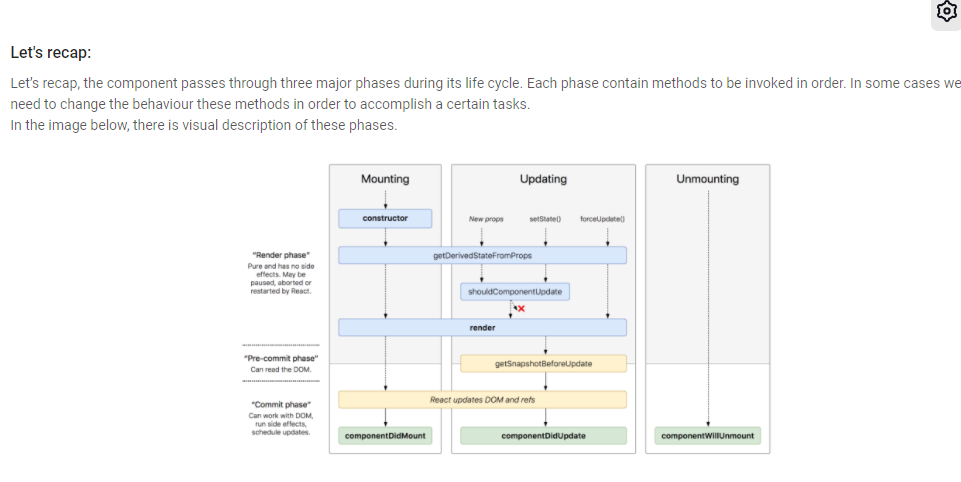 Let's recap:
Let's recap, the component passes through three major phases during its life cycle. Each phase contain methods to be invoked in order. In some cases we
need to change the behaviour these methods in order to accomplish a certain tasks.
In the image below, there is visual description of these phases.
Mounting
Updating
Unmounting
constructor
New props
setState()
forceUpdate()
"Render phase"
Pure and has no side
effects. May be
paused, aborted or
restarted by React.
getDerivedStateFromProps
shouldComponentUpdate
render
"Pre-commit phase"
Can read the DOM.
getSnapshotBeforeUpdate
"Commit phase"
Can work with DOM,
run side effects,
schedule updates.
React updates DOM and refs
componentDidMount
componentDidUpdate
componentWillUnmount